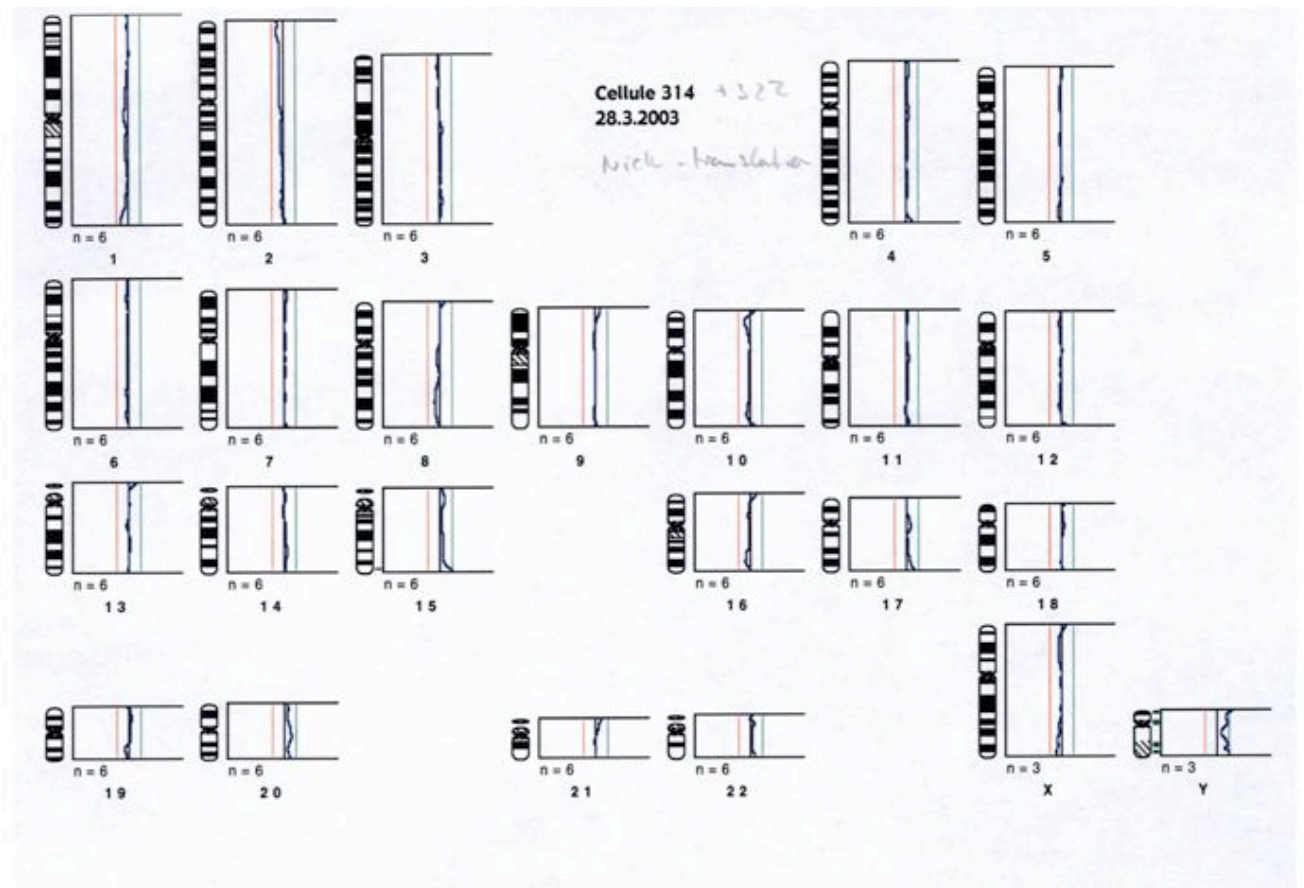 Cellule 314 + 322
28.3.2003
Nick-translation
n = 6
1
n = 6
2
n = 6
3
n = 6
4
n = 6
5
n = 6
6
n = 6
7
n = 6
8
n = 6
9
n = 6
10
n = 6
11
n = 6
12
n = 6
13
n = 6
14
n = 6
15
n = 6
16
n = 6
17
n = 6
18
n = 6
19
n = 6
20
n = 6
21
n = 6
22
n = 3
X
n = 3
Y